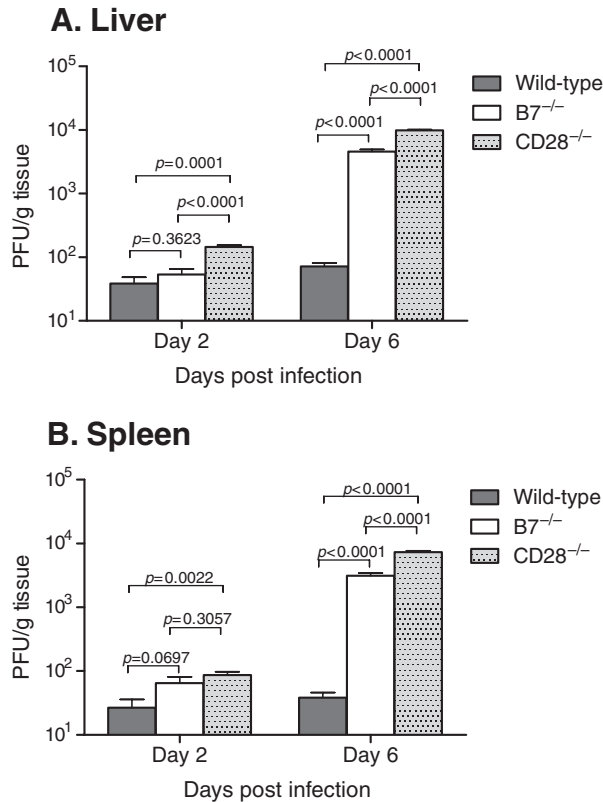 A. Liver
10⁵
10⁴
10³
10²
10¹
PFU/g tissue
p=0.0001
p<0.0001
p=0.3623
p<0.0001
p<0.0001
p<0.0001
Wild-type
B7⁻/⁻
CD28⁻/⁻
Day 2 Day 6
Days post infection
B. Spleen
10⁵
10⁴
10³
10²
10¹
PFU/g tissue
p=0.0022
p=0.3057
p=0.0697
p<0.0001
p<0.0001
p<0.0001
Wild-type
B7⁻/⁻
CD28⁻/⁻
Day 2 Day 6
Days post infection